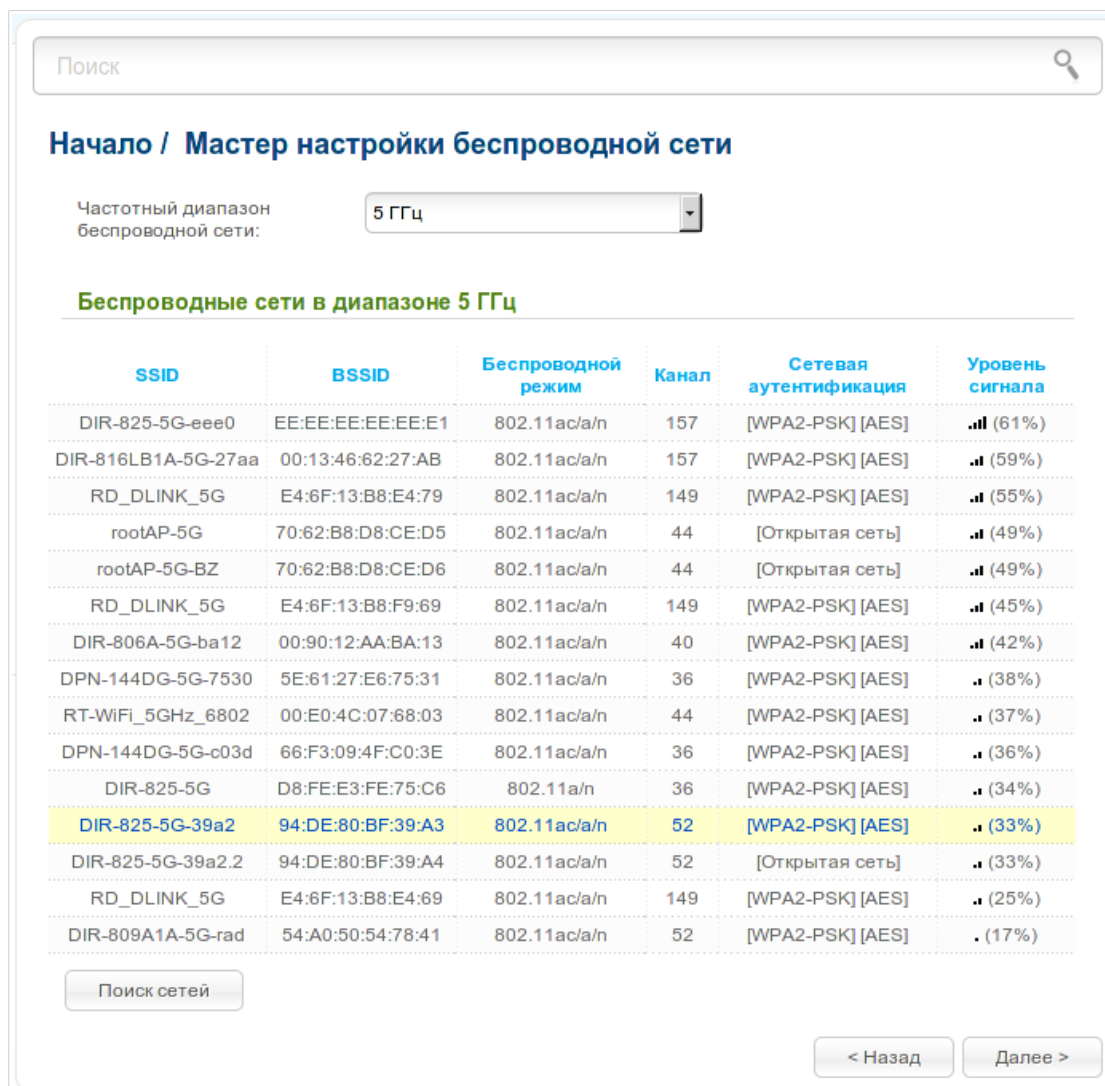 Поиск
Начало / Мастер настройки беспроводной сети
Частотный диапазон
беспроводной сети:
5 ГГц
Беспроводные сети в диапазоне 5 ГГц
SSID BSSID Беспроводной режим Канал Сетевая аутентификация Уровень сигнала
DIR-825-5G-eee0 EE:EE:EE:EE:EE:E1 802.11ac/a/n 157 [WPA2-PSK] [AES] (61%)
DIR-816LB1A-5G-27aa 00:13:46:62:27:AB 802.11ac/a/n 157 [WPA2-PSK] [AES] (59%)
RD_DLINK_5G E4:6F:13:B8:E4:79 802.11ac/a/n 149 [WPA2-PSK] [AES] (55%)
rootAP-5G 70:62:B8:D8:CE:D5 802.11ac/a/n 44 [Открытая сеть] (49%)
rootAP-5G-BZ 70:62:B8:D8:CE:D6 802.11ac/a/n 44 [Открытая сеть] (49%)
RD_DLINK_5G E4:6F:13:B8:F9:69 802.11ac/a/n 149 [WPA2-PSK] [AES] (45%)
DIR-806A-5G-ba12 00:90:12:AA:BA:13 802.11ac/a/n 40 [WPA2-PSK] [AES] (42%)
DPN-144DG-5G-7530 5E:61:27:E6:75:31 802.11ac/a/n 36 [WPA2-PSK] [AES] (38%)
RT-WiFi_5GHz_6802 00:E0:4C:07:68:03 802.11ac/a/n 44 [WPA2-PSK] [AES] (37%)
DPN-144DG-5G-c03d 66:F3:09:4F:C0:3E 802.11ac/a/n 36 [WPA2-PSK] [AES] (36%)
DIR-825-5G D8:FE:E3:FE:75:C6 802.11a/n 36 [WPA2-PSK] [AES] (34%)
DIR-825-5G-39a2 94:DE:80:BF:39:A3 802.11ac/a/n 52 [WPA2-PSK] [AES] (33%)
DIR-825-5G-39a2.2 94:DE:80:BF:39:A4 802.11ac/a/n 52 [Открытая сеть] (33%)
RD_DLINK_5G E4:6F:13:B8:E4:69 802.11ac/a/n 149 [WPA2-PSK] [AES] (25%)
DIR-809A1A-5G-rad 54:A0:50:54:78:41 802.11ac/a/n 52 [WPA2-PSK] [AES] (17%)
Поиск сетей
< Назад Далее >